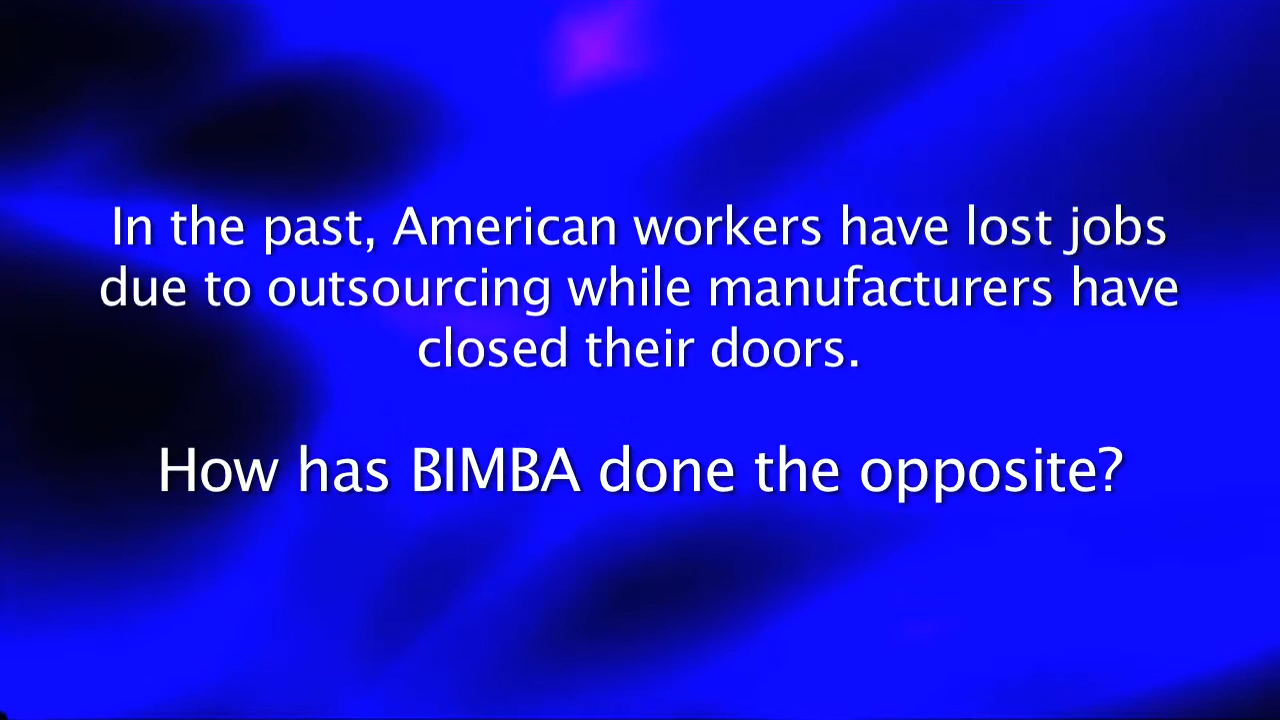 In the past, American workers have lost jobs
due to outsourcing while manufacturers have
closed their doors.
How has BIMBA done the opposite?